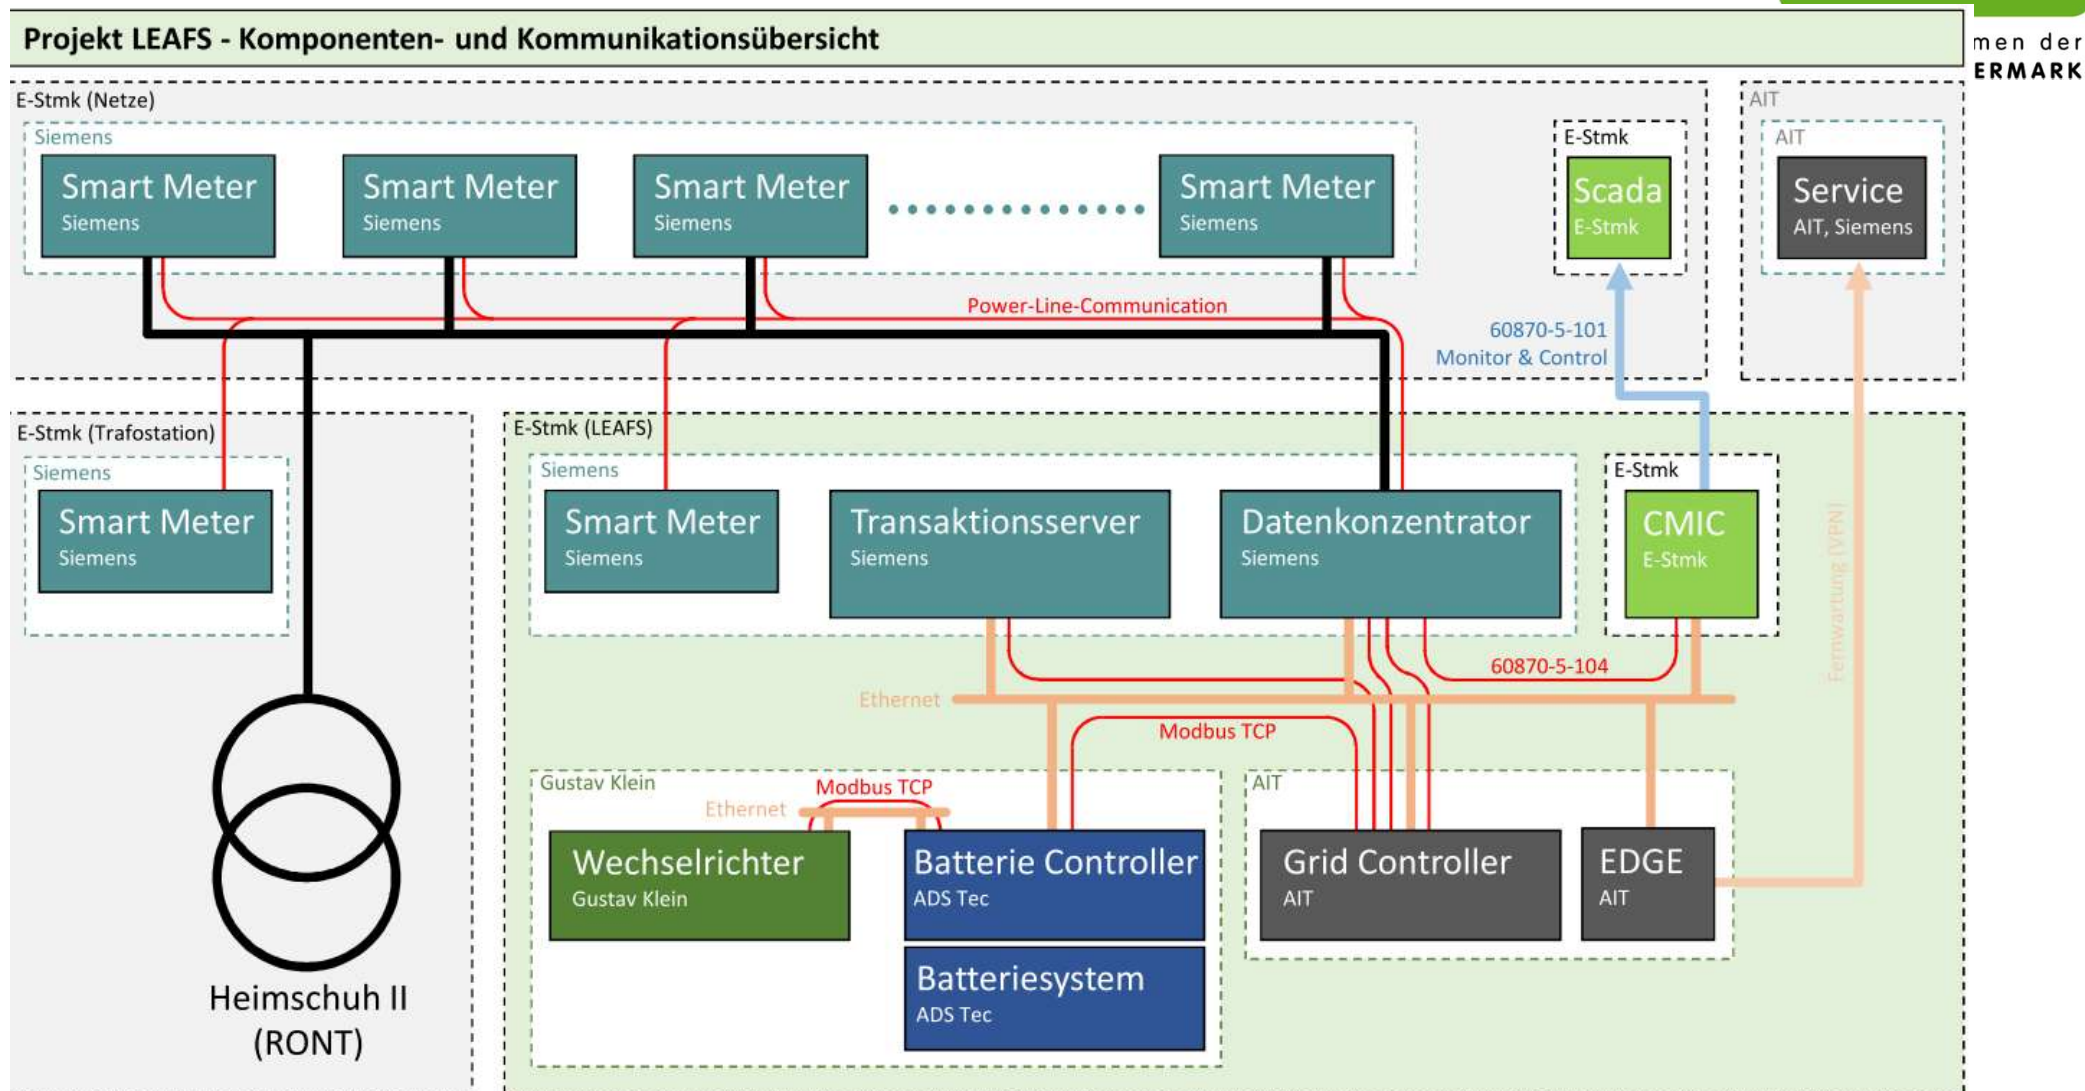 Projekt LEAFS - Komponenten- und Kommunikationsübersicht
men der
ERMARK
E-Stmk (Netze)
Siemens
Smart Meter
Siemens
Smart Meter
Siemens
Smart Meter
Siemens
Smart Meter
Siemens
E-Stmk
Scada
E-Stmk
AIT
AIT
Service
AIT, Siemens
Power-Line-Communication
60870-5-101
Monitor & Control
E-Stmk (Trafostation)
Siemens
Smart Meter
Siemens
Heimschuh II
(RONT)
E-Stmk (LEAFS)
Siemens
Smart Meter
Siemens
Transaktionsserver
Siemens
Datenkonzentrator
Siemens
E-Stmk
CMIC
E-Stmk
Fernwartung (VPN)
60870-5-104
Ethernet
Modbus TCP
Gustav Klein
Modbus TCP
Ethernet
Wechselrichter
Gustav Klein
Batterie Controller
ADS Tec
Batteriesystem
ADS Tec
AIT
Grid Controller
AIT
EDGE
AIT